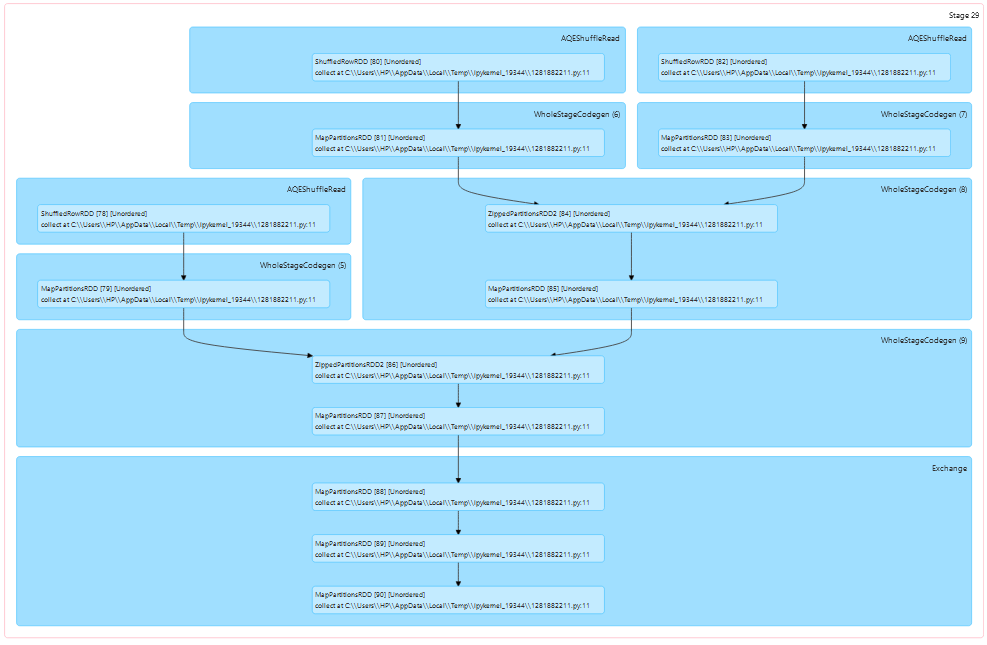 Stage 29
AQEShuffleRead
ShuffledRowRDD [80] [Unordered]
collect at C:\\Users\\HP\\AppData\\Local\\Temp\\ipykernel_19344\\1281882211.py:11
AQEShuffleRead
ShuffledRowRDD [82] [Unordered]
collect at C:\\Users\\HP\\AppData\\Local\\Temp\\ipykernel_19344\\1281882211.py:11
WholeStageCodegen (6)
MapPartitionsRDD [81] [Unordered]
collect at C:\\Users\\HP\\AppData\\Local\\Temp\\ipykernel_19344\\1281882211.py:11
WholeStageCodegen (7)
MapPartitionsRDD [83] [Unordered]
collect at C:\\Users\\HP\\AppData\\Local\\Temp\\ipykernel_19344\\1281882211.py:11
AQEShuffleRead
ShuffledRowRDD [78] [Unordered]
collect at C:\\Users\\HP\\AppData\\Local\\Temp\\ipykernel_19344\\1281882211.py:11
WholeStageCodegen (8)
ZippedPartitionsRDD2 [84] [Unordered]
collect at C:\\Users\\HP\\AppData\\Local\\Temp\\ipykernel_19344\\1281882211.py:11
WholeStageCodegen (5)
MapPartitionsRDD [79] [Unordered]
collect at C:\\Users\\HP\\AppData\\Local\\Temp\\ipykernel_19344\\1281882211.py:11
MapPartitionsRDD [85] [Unordered]
collect at C:\\Users\\HP\\AppData\\Local\\Temp\\ipykernel_19344\\1281882211.py:11
WholeStageCodegen (9)
ZippedPartitionsRDD2 [86] [Unordered]
collect at C:\\Users\\HP\\AppData\\Local\\Temp\\ipykernel_19344\\1281882211.py:11
MapPartitionsRDD [87] [Unordered]
collect at C:\\Users\\HP\\AppData\\Local\\Temp\\ipykernel_19344\\1281882211.py:11
Exchange
MapPartitionsRDD [88] [Unordered]
collect at C:\\Users\\HP\\AppData\\Local\\Temp\\ipykernel_19344\\1281882211.py:11
MapPartitionsRDD [89] [Unordered]
collect at C:\\Users\\HP\\AppData\\Local\\Temp\\ipykernel_19344\\1281882211.py:11
MapPartitionsRDD [90] [Unordered]
collect at C:\\Users\\HP\\AppData\\Local\\Temp\\ipykernel_19344\\1281882211.py:11